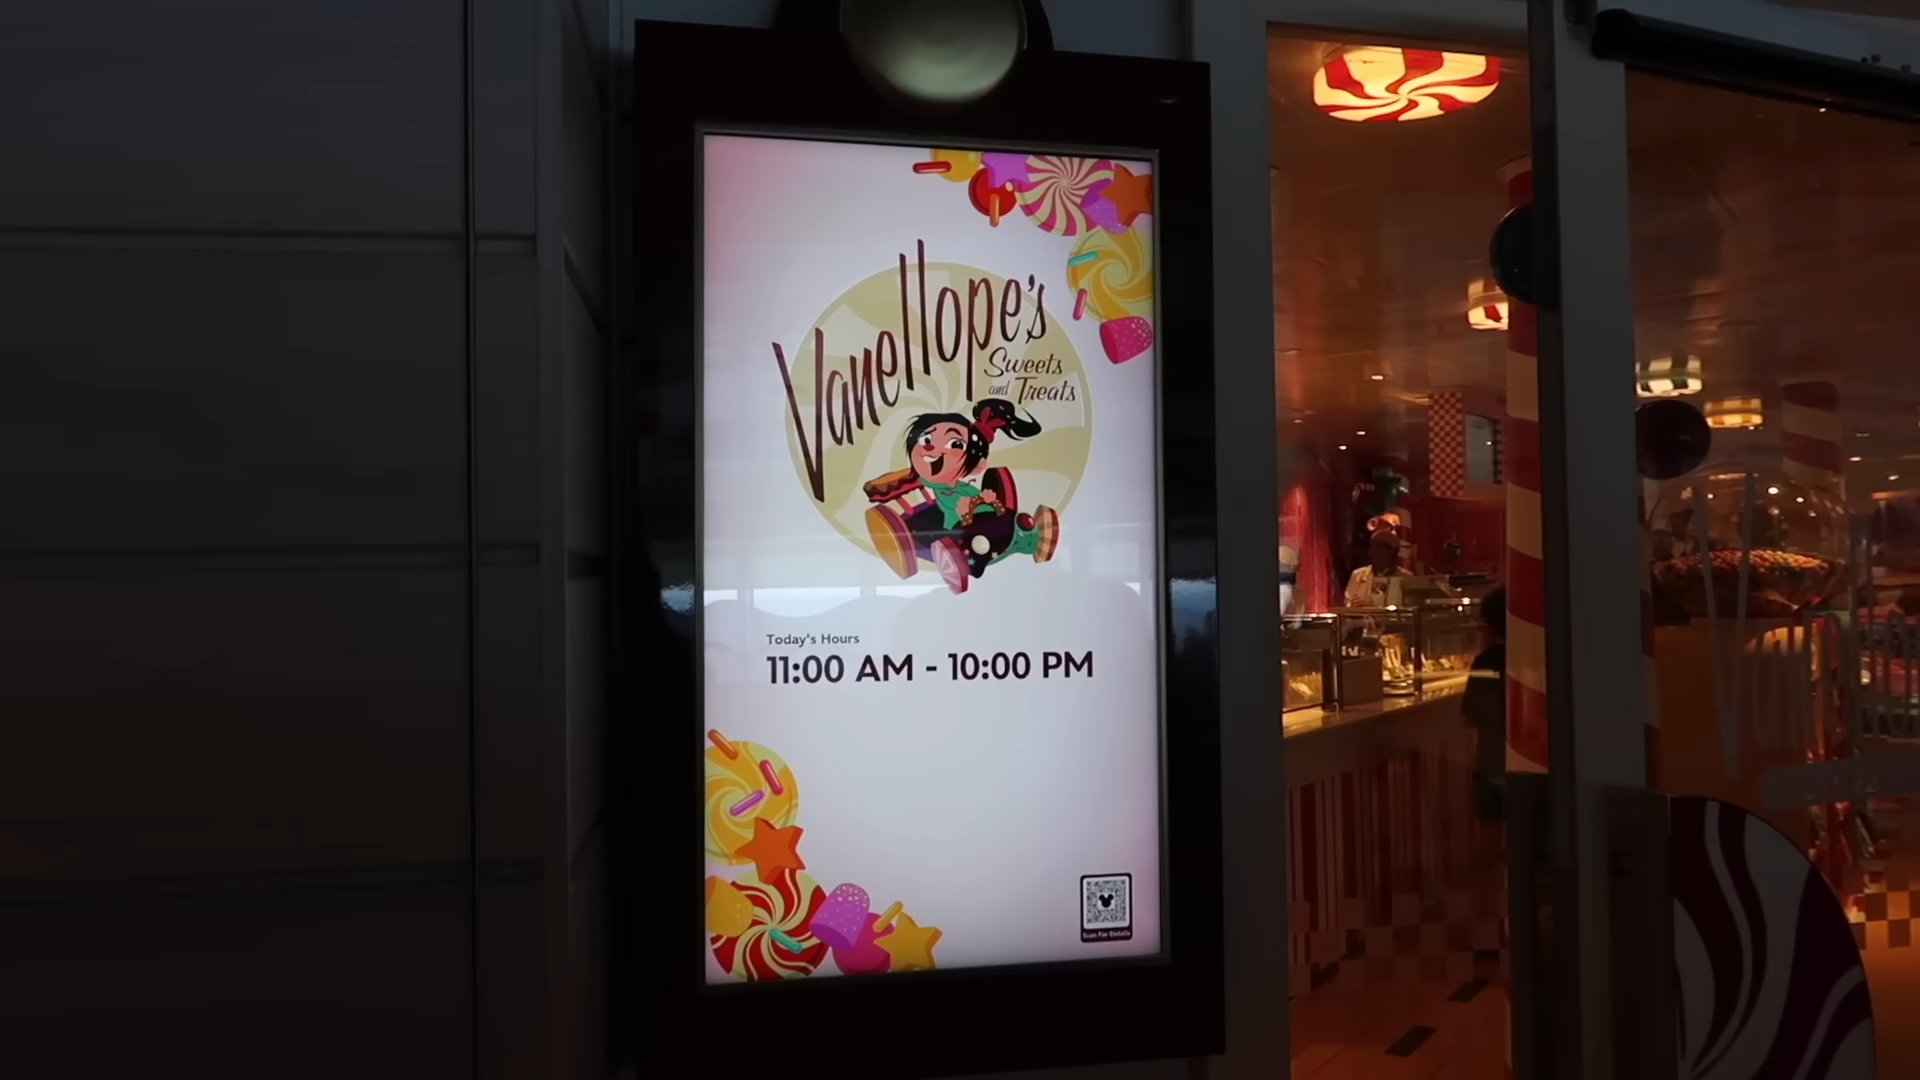 Vanellope's
Sweets
and Treats
Today's Hours
11:00 AM - 10:00 PM
Scan For Details